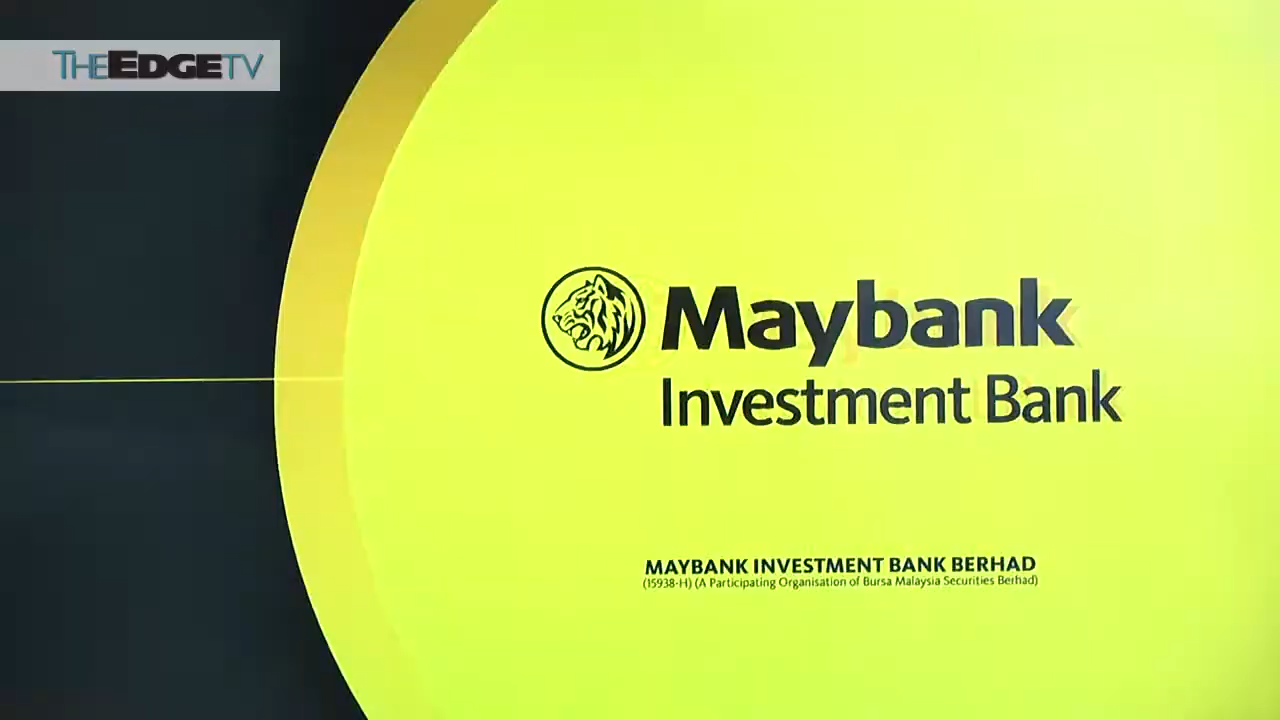 THEEDGETV
Maybank
Investment Bank
MAYBANK INVESTMENT BANK BERHAD
(15938-H) (A Participating Organisation of Bursa Malaysia Securities Berhad)